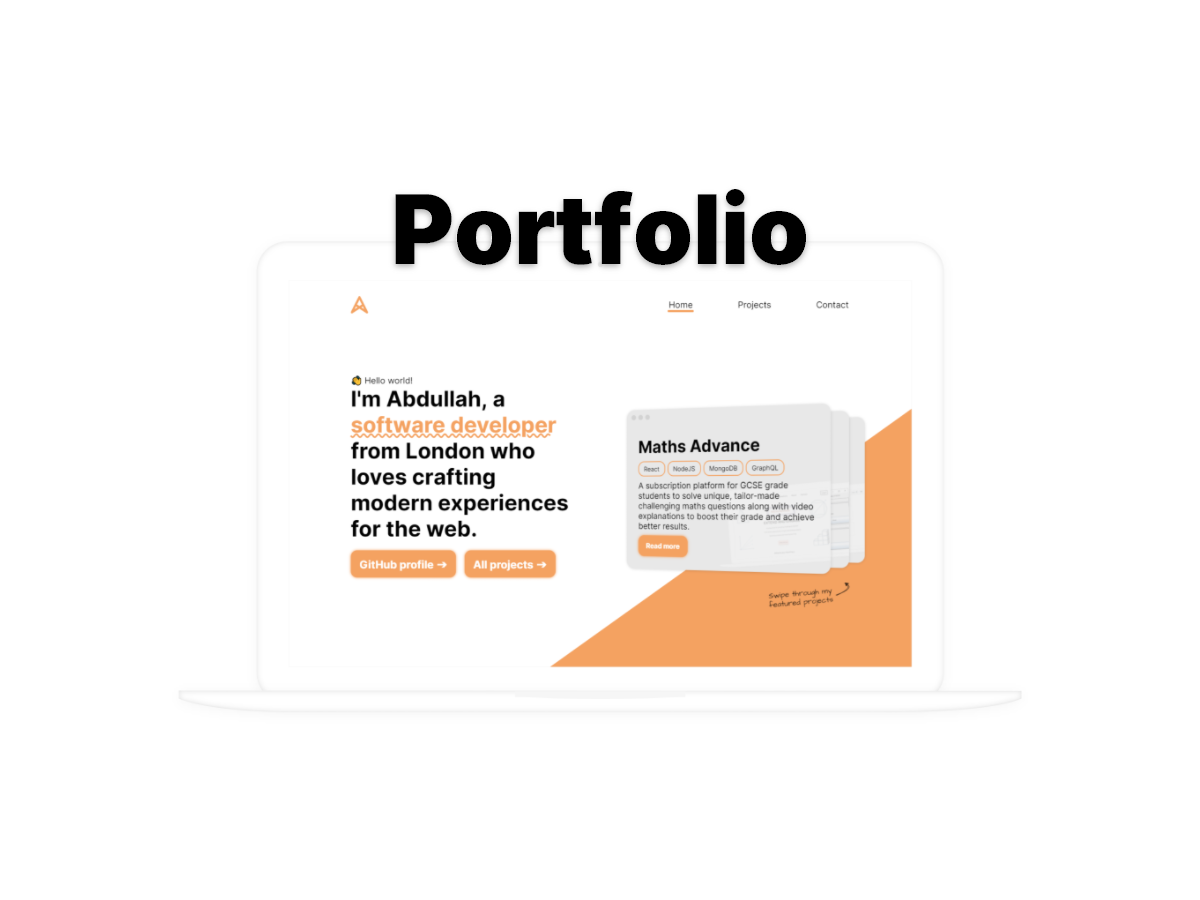 Portfolio
Home
Projects
Contact
👋 Hello world!
I'm Abdullah, a
software developer
from London who
loves crafting
modern experiences
for the web.
GitHub profile →
All projects →
Maths Advance
React
NodeJS
MongoDB
GraphQL
A subscription platform for GCSE grade
students to solve unique, tailor-made
challenging maths questions along with video
explanations to boost their grade and achieve
better results.
Read more
Swipe through my
featured projects